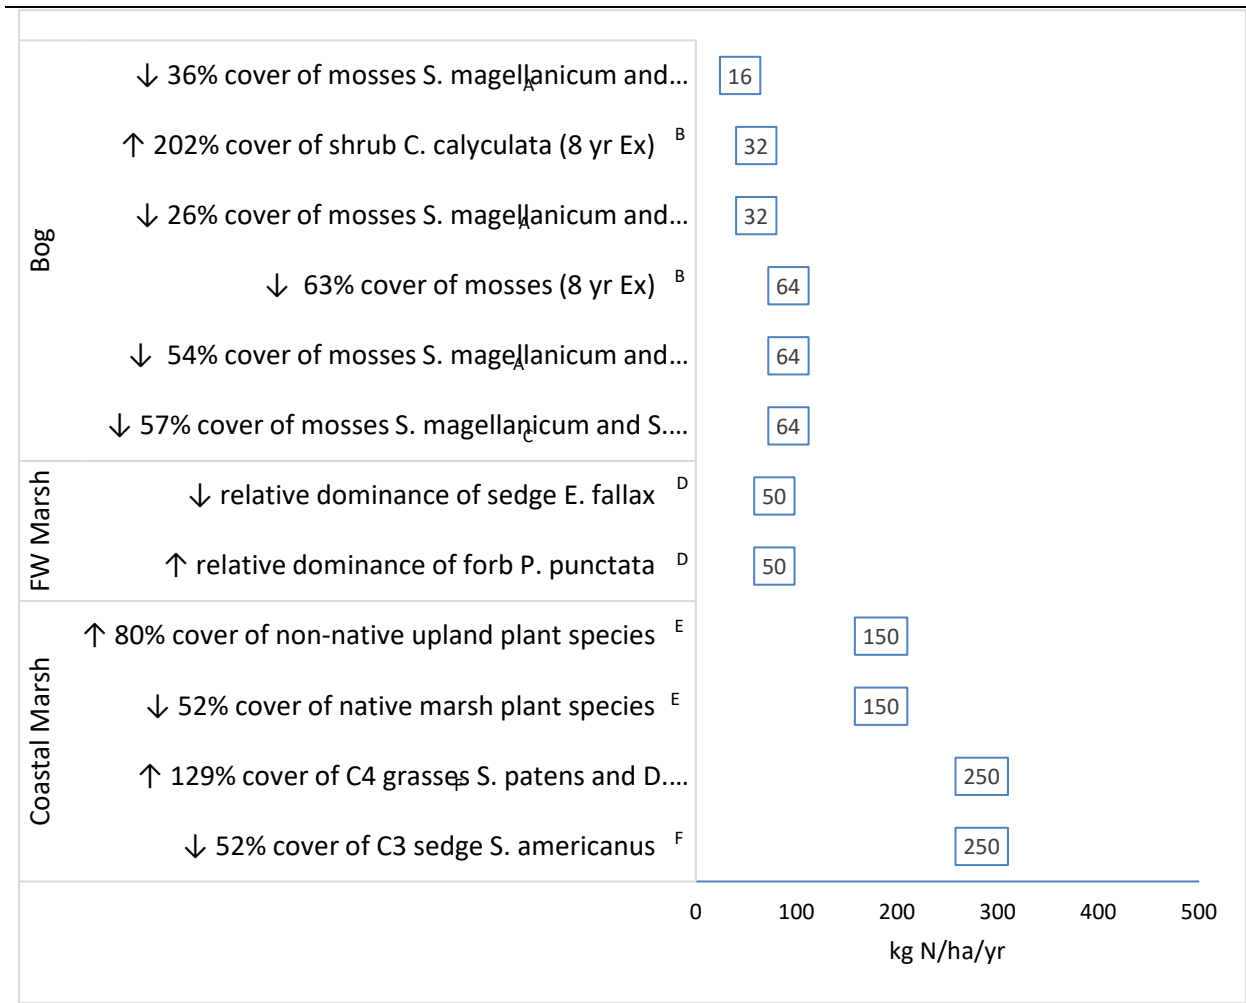 Bog
↓ 36% cover of mosses S. magellanicum and... A 16
↑ 202% cover of shrub C. calyculata (8 yr Ex) B 32
↓ 26% cover of mosses S. magellanicum and... A 32
↓ 63% cover of mosses (8 yr Ex) B 64
↓ 54% cover of mosses S. magellanicum and... A 64
↓ 57% cover of mosses S. magellanicum and S.... C 64
FW Marsh
↓ relative dominance of sedge E. fallax D 50
↑ relative dominance of forb P. punctata D 50
Coastal Marsh
↑ 80% cover of non-native upland plant species E 150
↓ 52% cover of native marsh plant species E 150
↑ 129% cover of C4 grasses S. patens and D.... F 250
↓ 52% cover of C3 sedge S. americanus F 250
0 100 200 300 400 500
kg N/ha/yr